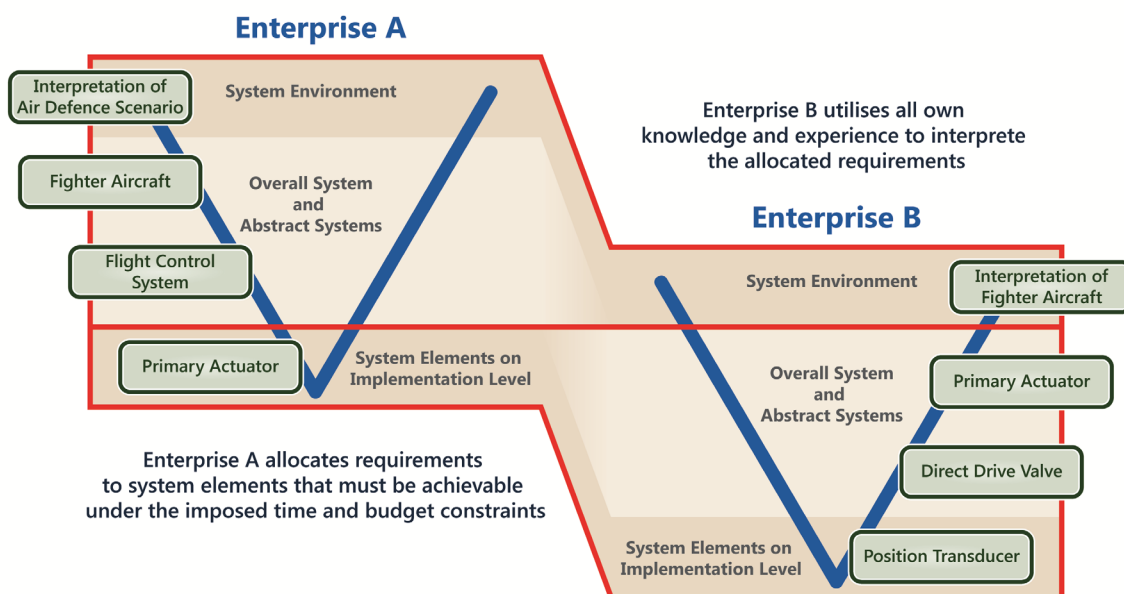 Enterprise A
Interpretation of
Air Defence Scenario
System Environment
Fighter Aircraft
Overall System
and
Abstract Systems
Flight Control
System
Primary Actuator
System Elements on
Implementation Level
Enterprise A allocates requirements
to system elements that must be achievable
under the imposed time and budget constraints
Enterprise B utilises all own
knowledge and experience to interprete
the allocated requirements
Enterprise B
System Environment
Interpretation of
Fighter Aircraft
Overall System
and
Abstract Systems
Primary Actuator
Direct Drive Valve
System Elements on
Implementation Level
Position Transducer